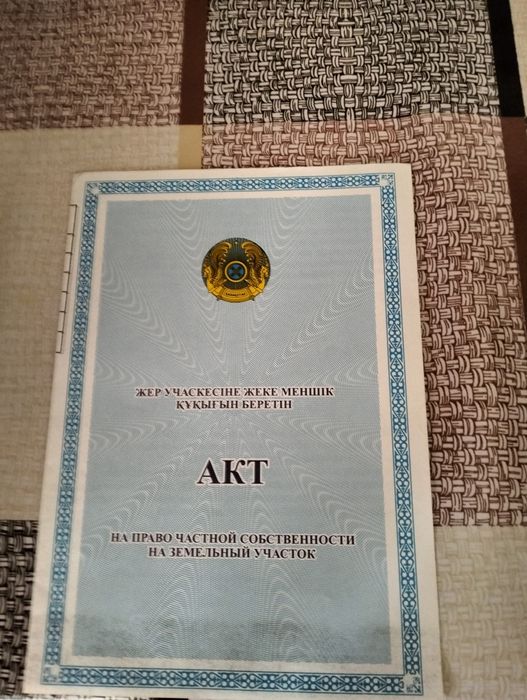 ЖЕР УЧАСКЕСІНЕ ЖЕКЕ МЕНШІК
ҚҰҚЫҒЫН БЕРЕТІН
АКТ
НА ПРАВО ЧАСТНОЙ СОБСТВЕННОСТИ
НА ЗЕМЕЛЬНЫЙ УЧАСТОК